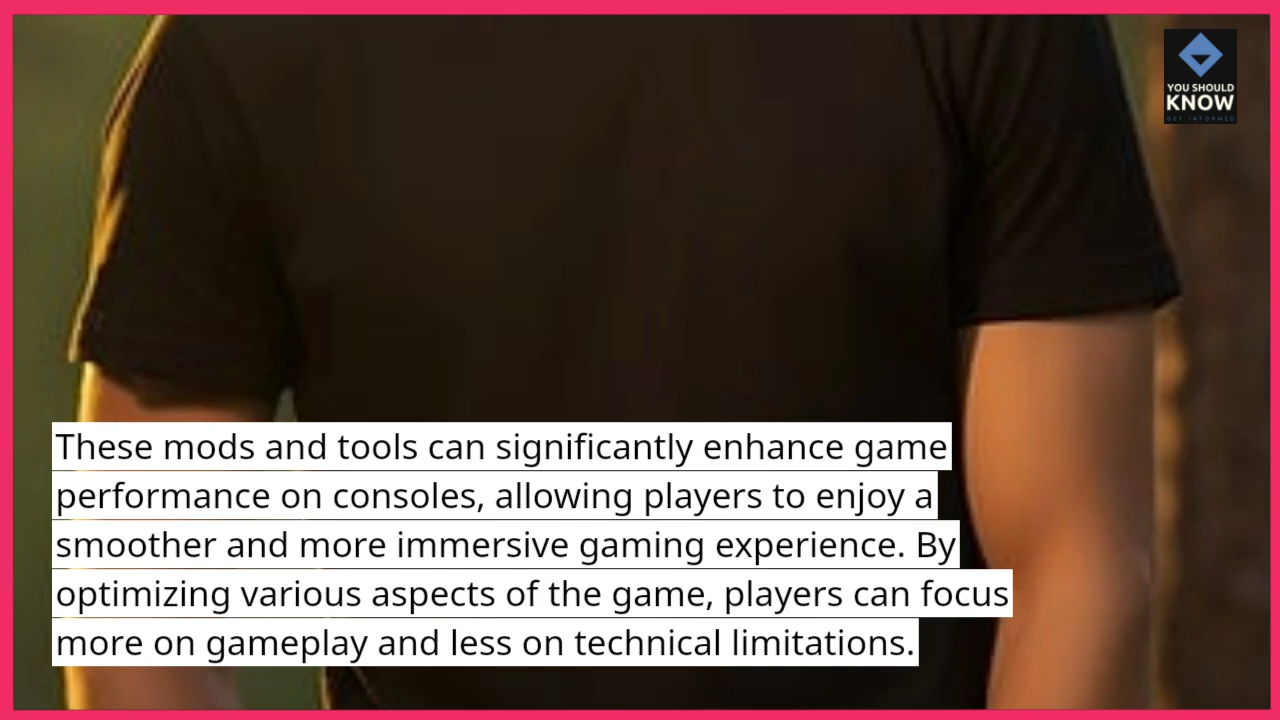 YOU SHOULD
KNOW
GET INFORMED
These mods and tools can significantly enhance game
performance on consoles, allowing players to enjoy a
smoother and more immersive gaming experience. By
optimizing various aspects of the game, players can focus
more on gameplay and less on technical limitations.